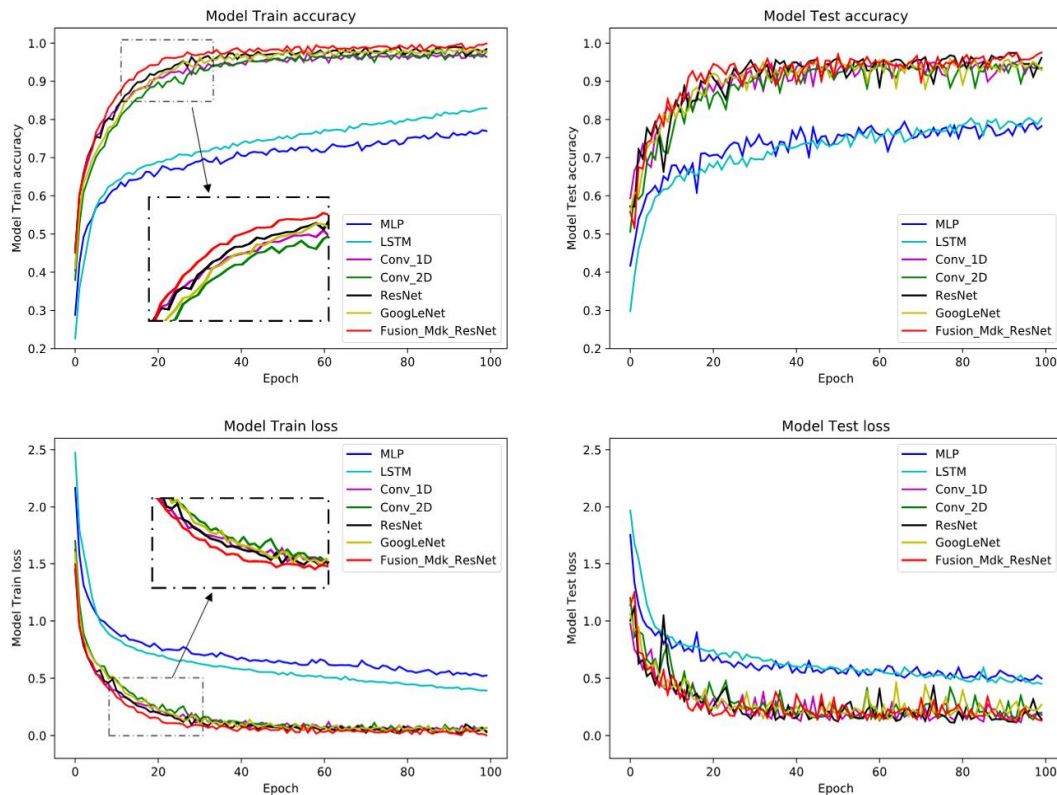 Model Train accuracy
Model Train accuracy
1.0
0.9
0.8
0.7
0.6
0.5
0.4
0.3
0.2
0
20
40
60
80
100
Epoch
MLP
LSTM
Conv_1D
Conv_2D
ResNet
GoogLeNet
Fusion_Mdk_ResNet
Model Test accuracy
Model Test accuracy
1.0
0.9
0.8
0.7
0.6
0.5
0.4
0.3
0.2
0
20
40
60
80
100
Epoch
MLP
LSTM
Conv_1D
Conv_2D
ResNet
GoogLeNet
Fusion_Mdk_ResNet
Model Train loss
Model Train loss
2.5
2.0
1.5
1.0
0.5
0.0
0
20
40
60
80
100
Epoch
MLP
LSTM
Conv_1D
Conv_2D
ResNet
GoogLeNet
Fusion_Mdk_ResNet
Model Test loss
Model Test loss
2.5
2.0
1.5
1.0
0.5
0.0
0
20
40
60
80
100
Epoch
MLP
LSTM
Conv_1D
Conv_2D
ResNet
GoogLeNet
Fusion_Mdk_ResNet